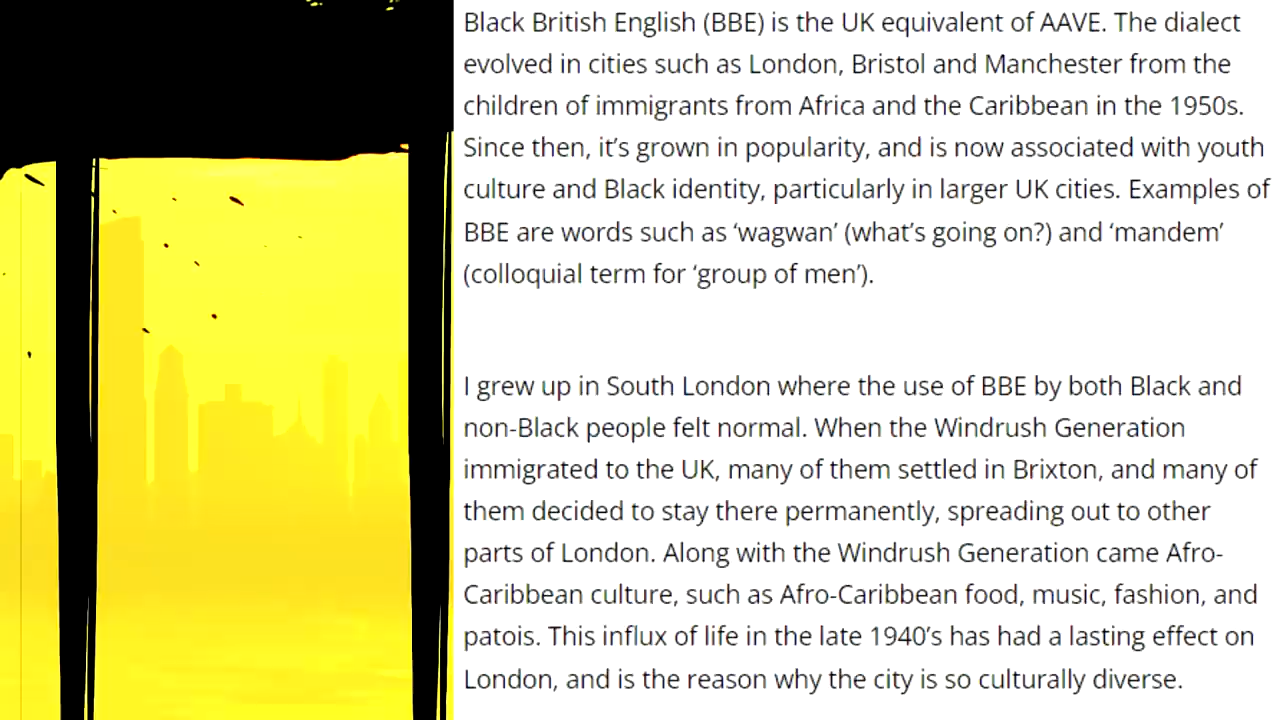 Black British English (BBE) is the UK equivalent of AAVE. The dialect
evolved in cities such as London, Bristol and Manchester from the
children of immigrants from Africa and the Caribbean in the 1950s.
Since then, it’s grown in popularity, and is now associated with youth
culture and Black identity, particularly in larger UK cities. Examples of
BBE are words such as ‘wagwan’ (what’s going on?) and ‘mandem’
(colloquial term for ‘group of men’).
I grew up in South London where the use of BBE by both Black and
non-Black people felt normal. When the Windrush Generation
immigrated to the UK, many of them settled in Brixton, and many of
them decided to stay there permanently, spreading out to other
parts of London. Along with the Windrush Generation came Afro-
Caribbean culture, such as Afro-Caribbean food, music, fashion, and
patois. This influx of life in the late 1940’s has had a lasting effect on
London, and is the reason why the city is so culturally diverse.